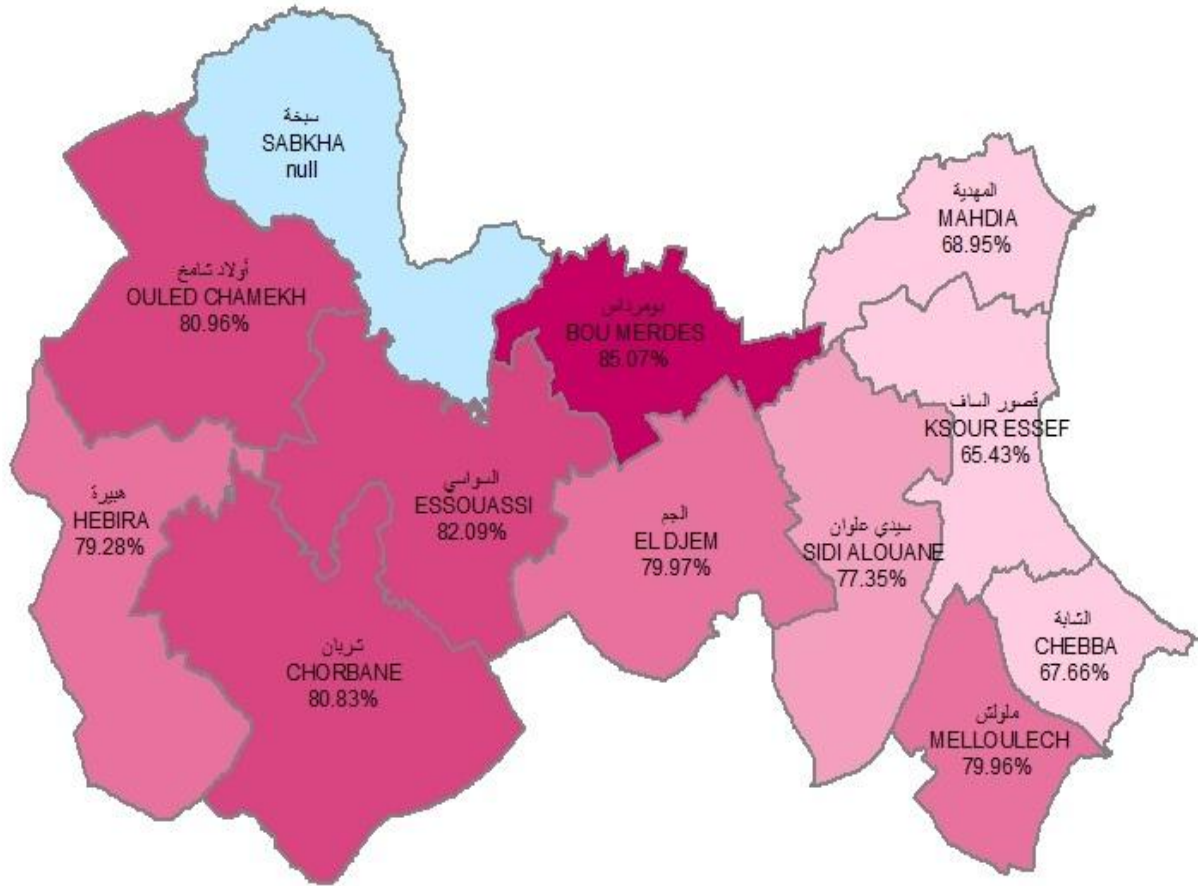 سبخة
SABKHA
null
المهدية
MAHDIA
68.95%
أولاد شامخ
OULED CHAMEKH
80.96%
بومرداس
BOU MERDES
85.07%
قصور الساف
KSOUR ESSEF
65.43%
هبيرة
HEBIRA
79.28%
السواسي
ESSOUASSI
82.09%
الجم
EL DJEM
79.97%
سيدي علوان
SIDI ALOUANE
77.35%
الشابة
CHEBBA
67.66%
شربان
CHORBANE
80.83%
ملولش
MELLOULECH
79.96%